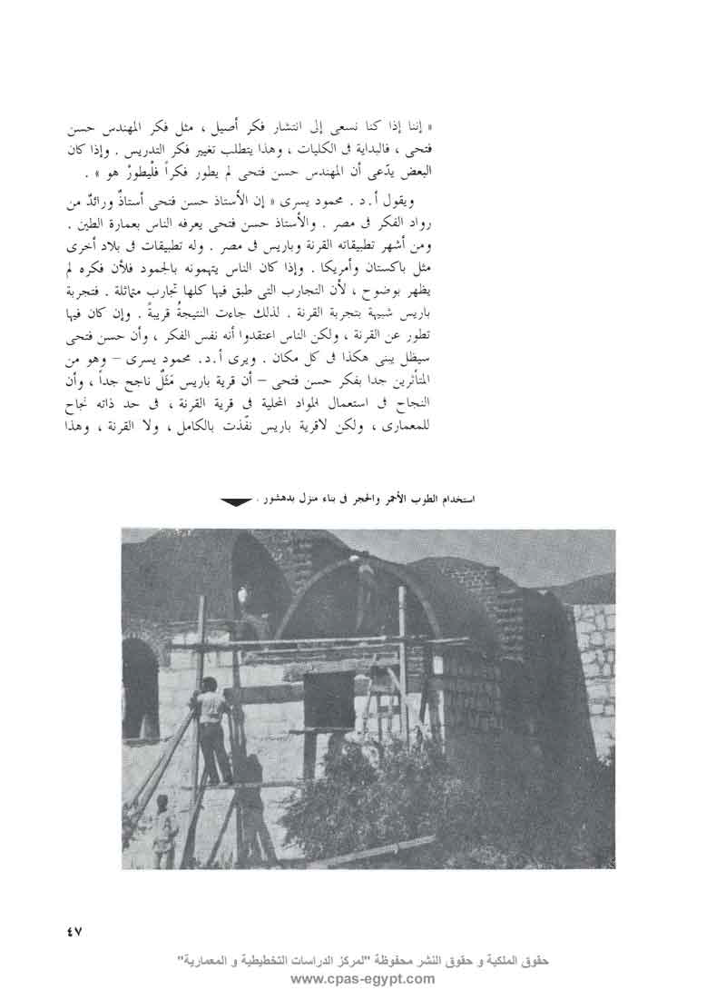 « إننا إذا كنا نسعى إلى انتشار فكر أصيل ، مثل فكر المهندس حسن
فتحى ، فالبداية فى الكليات ، وهذا يتطلب تغيير فكر التدريس . وإذا كان
البعض يدّعى أن المهندس حسن فتحى لم يطور فكراً فلْيطورْ هو » .
ويقول أ . د . محمود يسرى « إن الأستاذ حسن فتحى أستاذٌ ورائدٌ من
رواد الفكر فى مصر . والأستاذ حسن فتحى يعرفه الناس بعمارة الطين .
ومن أشهر تطبيقاته القرنة وباريس فى مصر . وله تطبيقات فى بلاد أخرى
مثل باكستان وأمريكا . وإذا كان الناس يتهمونه بالجمود فلأن فكره لم
يظهر بوضوح ، لأن التجارب التى طبق فيها كلها تجارب متماثلة . فتجربة
باريس شبيهة بتجربة القرنة . لذلك جاءت النتيجةُ قريبةً . وإن كان فيها
تطور عن القرنة ، ولكن الناس اعتقدوا أنه نفس الفكر ، وأن حسن فتحى
سيظل يبنى هكذا فى كل مكان . ويرى أ . د . محمود يسرى – وهو من
المتأثرين جدا بفكر حسن فتحى – أن قرية باريس مَثَلٌ ناجح جداً ، وأن
النجاح فى استعمال المواد المحلية فى قرية القرنة ، فى حد ذاته نجاح
للمعمارى ، ولكن لاقرية باريس نفّذت بالكامل ، ولا القرنة ، وهذا
استخدام الطوب الأحمر والحجر فى بناء منزل بدهشور .
٤٧
حقوق الملكية و حقوق النشر محفوظة "لمركز الدراسات التخطيطية و المعمارية"
www.cpas-egypt.com